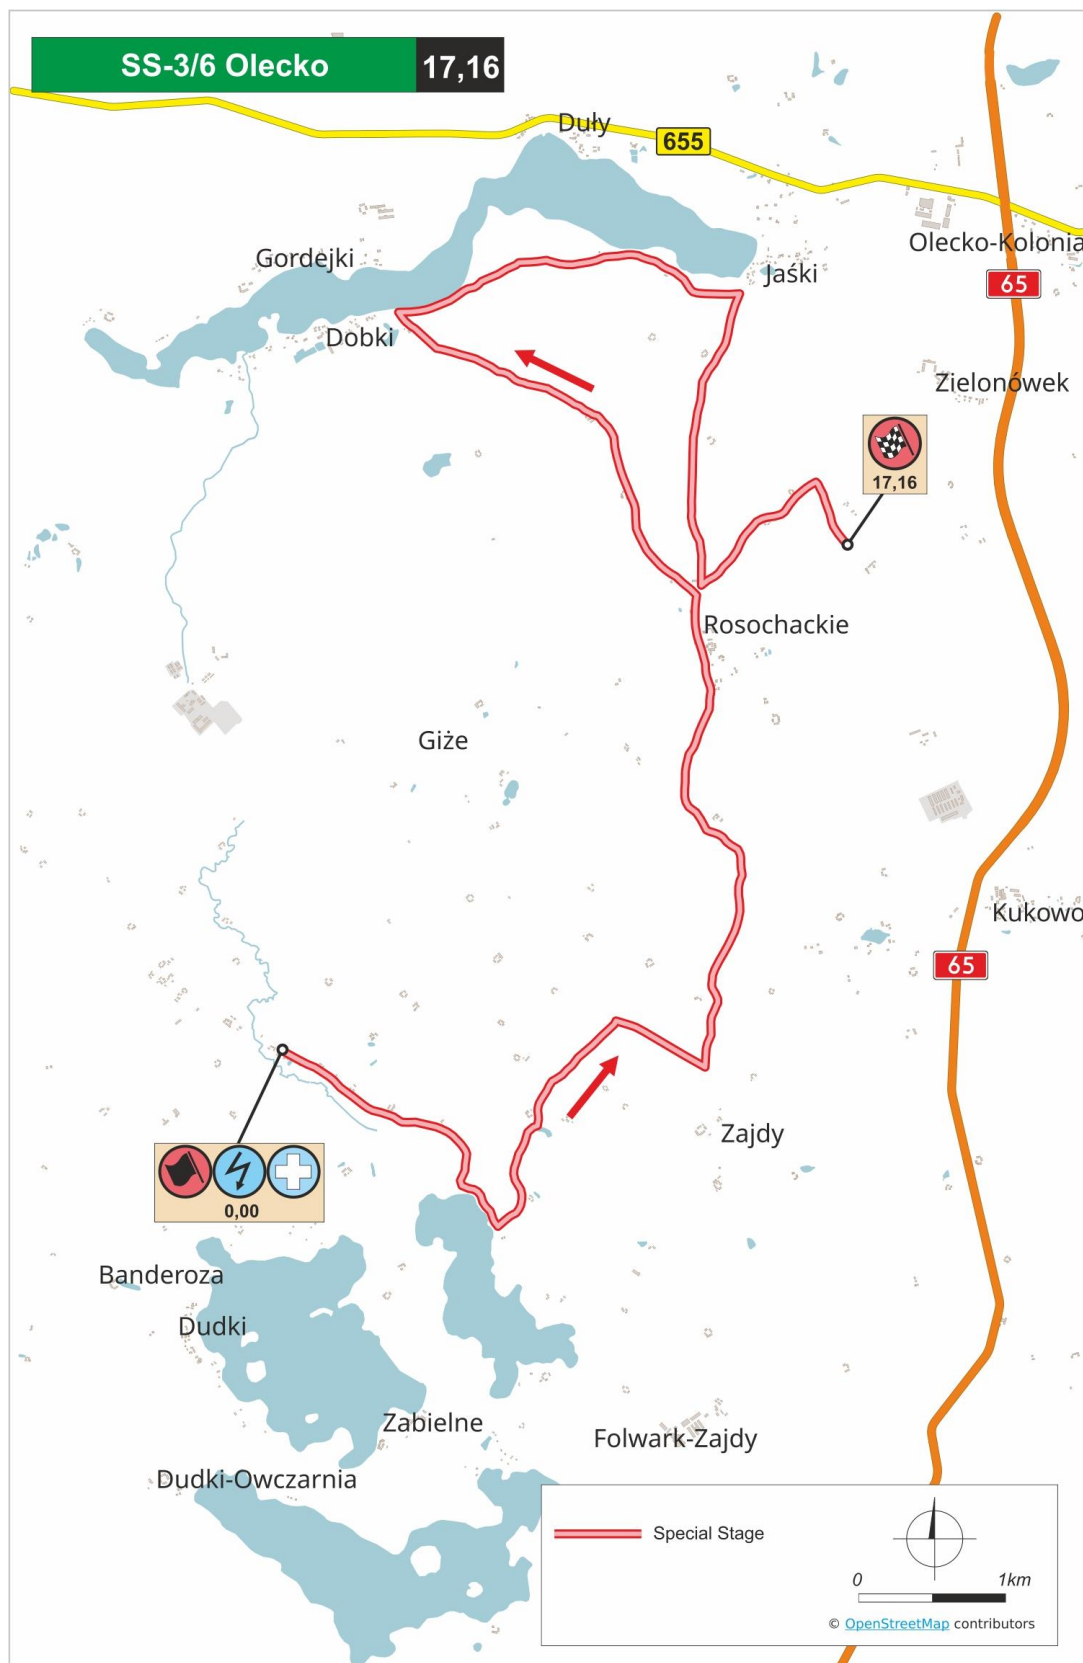 SS-3/6 Olecko 17,16
Duły
655
Olecko-Kolonia
Gordejki
Jaśki
65
Dobki
Zielonówek
17,16
Rosochackie
Giże
Kukowo
65
Zajdy
0,00
Banderoza
Dudki
Zabielne
Folwark-Zajdy
Dudki-Owczarnia
Special Stage
0 1km
© OpenStreetMap contributors